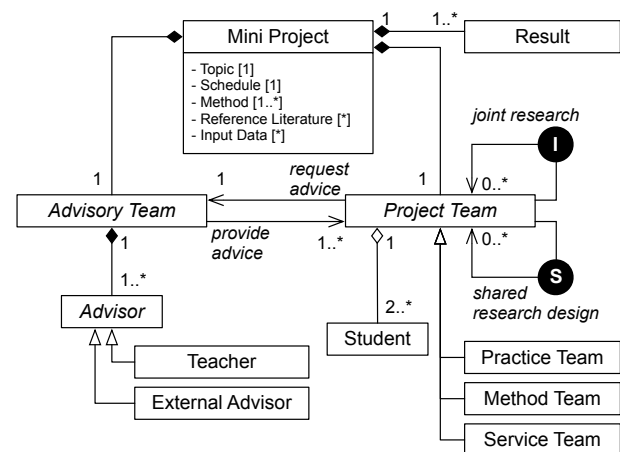 Mini Project
- Topic [1]
- Schedule [1]
- Method [1..*]
- Reference Literature [*]
- Input Data [*]
1
1..*
Result
joint research
I
0..*
1
1
request
advice
1
Advisory Team
Project Team
provide
advice
1..*
1
1
0..*
S
shared
research design
1..*
Advisor
2..*
Student
Teacher
External Advisor
Practice Team
Method Team
Service Team